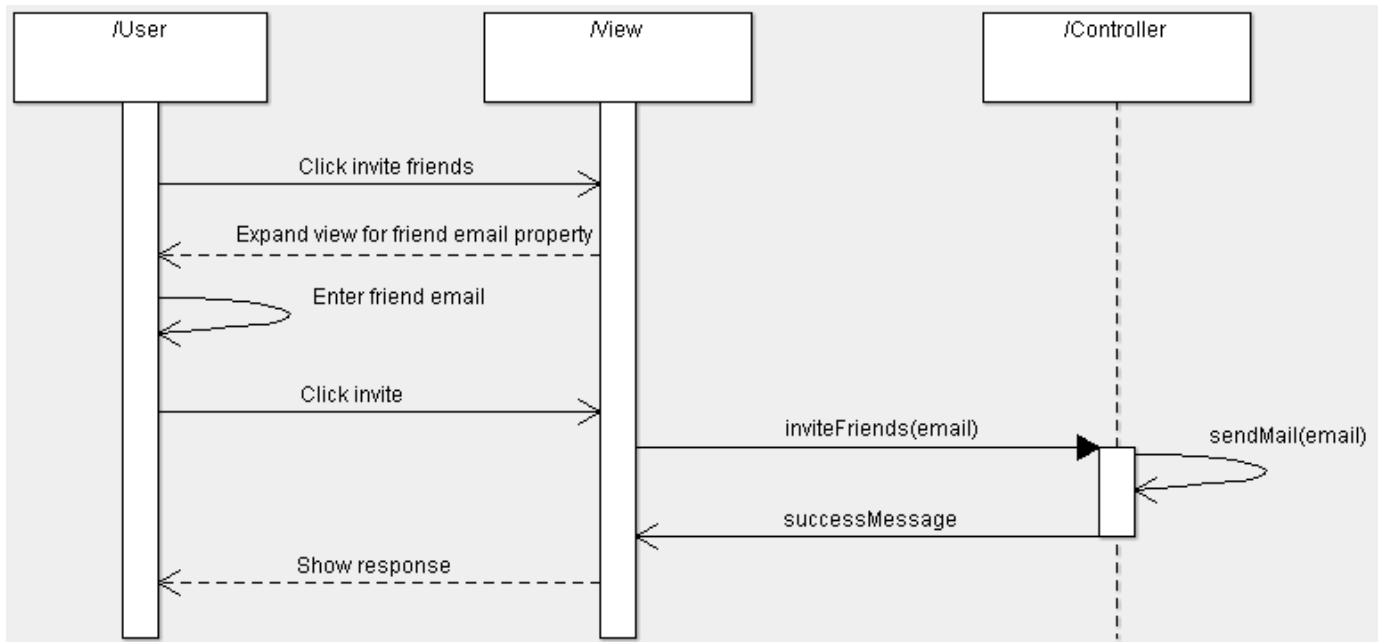 /User
/View
/Controller
Click invite friends
Expand view for friend email property
Enter friend email
Click invite
inviteFriends(email)
sendMail(email)
successMessage
Show response